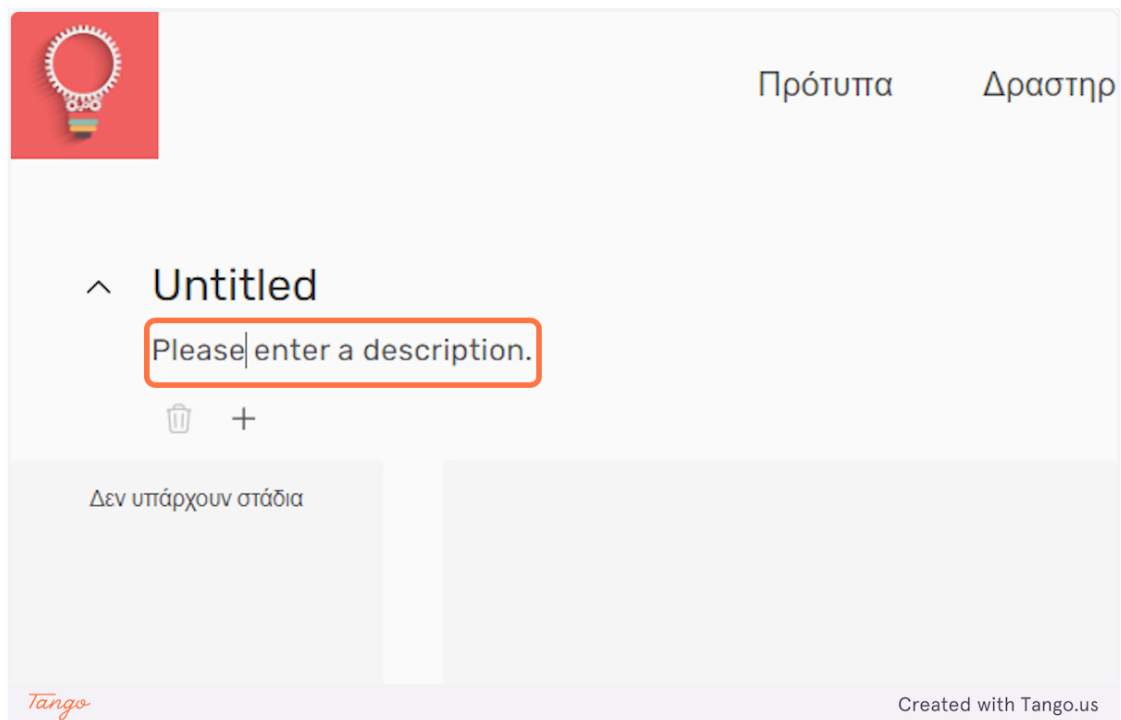 Πρότυπα Δραστηρ
Untitled
Please enter a description.
Δεν υπάρχουν στάδια
Tango
Created with Tango.us